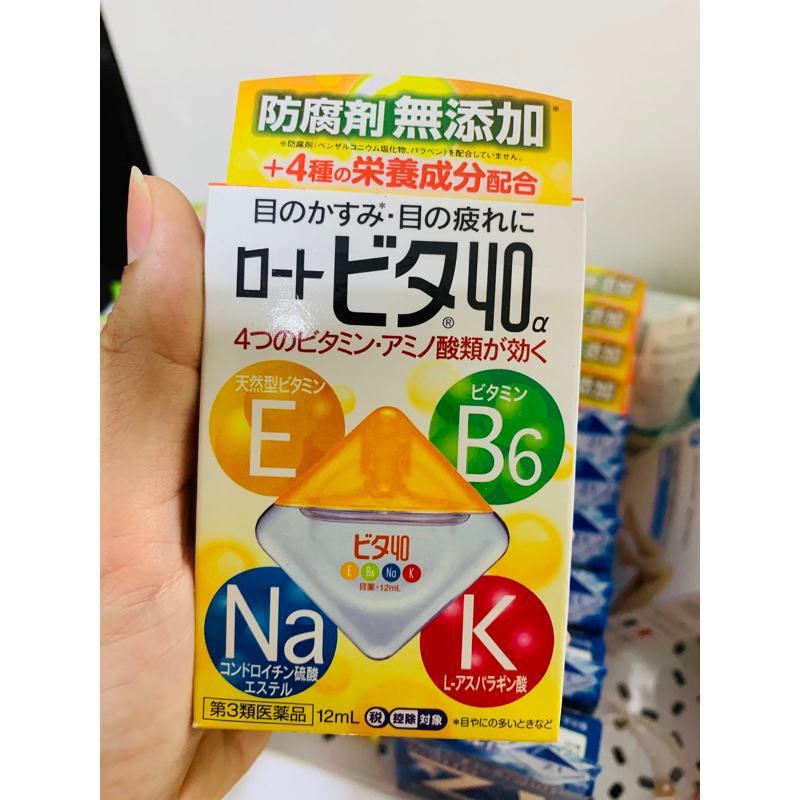 防腐剤 無添加※
※防腐剤(ベンザルコニウム塩化物、パラベン)を配合していません。
+4種の栄養成分配合
目のかすみ*・目の疲れに
ロートビタ®40α
4つのビタミン・アミノ酸類が効く
天然型ビタミン
E
ビタミン
B6
ビタ40
E B6 Na K
目薬・12mL
Na
コンドロイチン硫酸
エステル
K
L-アスパラギン酸
第3類医薬品 12mL 税 控除 対象 *目やにの多いときなど